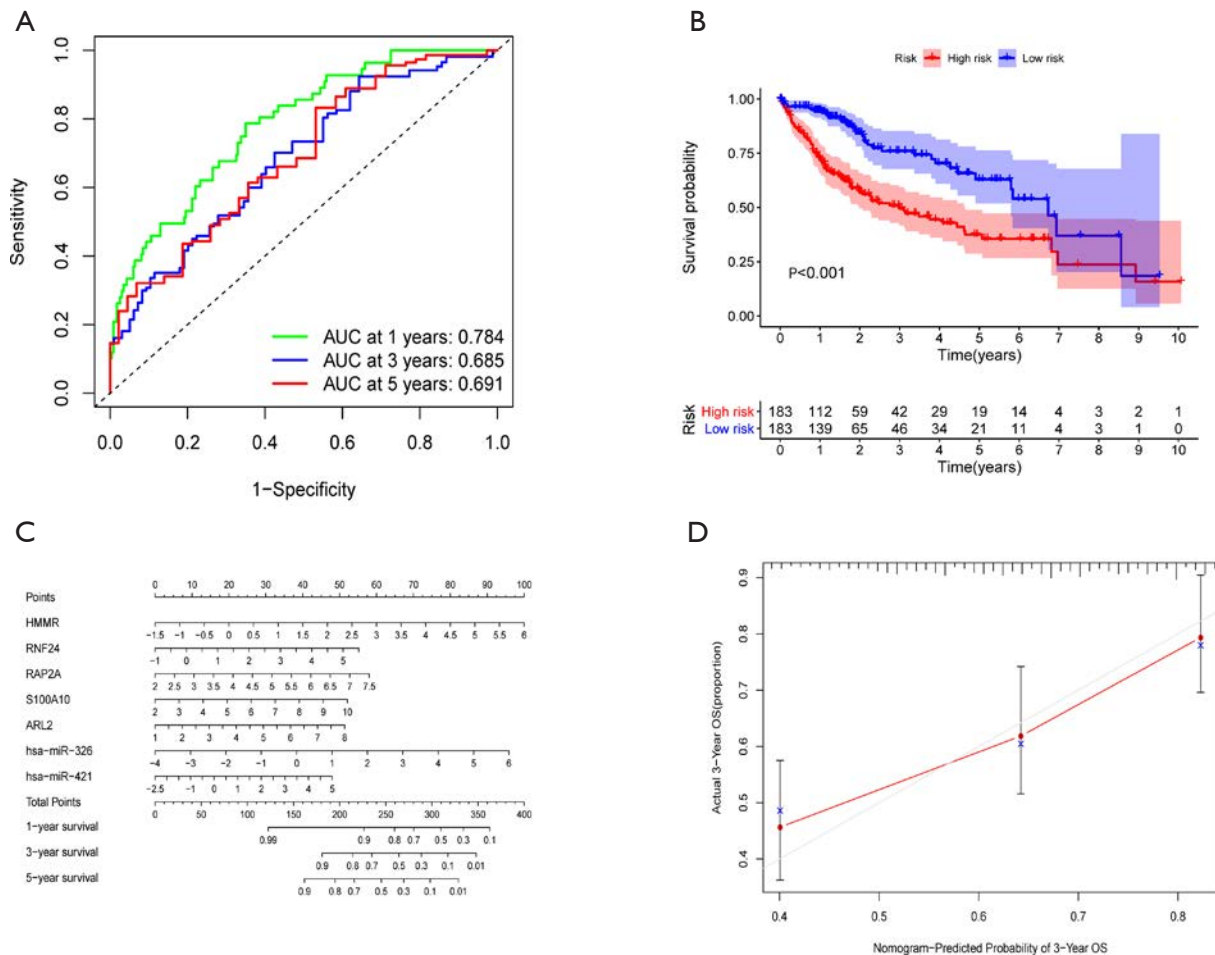 A
Sensitivity
0.0 0.2 0.4 0.6 0.8 1.0
AUC at 1 years: 0.784
AUC at 3 years: 0.685
AUC at 5 years: 0.691
0.0 0.2 0.4 0.6 0.8 1.0
1−Specificity
B
Risk High risk Low risk
Survival probability
1.00
0.75
0.50
0.25
0.00
P<0.001
0 1 2 3 4 5 6 7 8 9 10
Time(years)
Risk
High risk 183 112 59 42 29 19 14 4 3 2 1
Low risk 183 139 65 46 34 21 11 4 3 1 0
0 1 2 3 4 5 6 7 8 9 10
Time(years)
C
0 10 20 30 40 50 60 70 80 90 100
Points
HMMR
−1.5 −1 −0.5 0 0.5 1 1.5 2 2.5 3 3.5 4 4.5 5 5.5 6
RNF24
−1 0 1 2 3 4 5
RAP2A
2 2.5 3 3.5 4 4.5 5 5.5 6 6.5 7 7.5
S100A10
2 3 4 5 6 7 8 9 10
ARL2
1 2 3 4 5 6 7 8
hsa−miR−326
−4 −3 −2 −1 0 1 2 3 4 5 6
hsa−miR−421
−2.5 −1 0 1 2 3 4 5
Total Points
0 50 100 150 200 250 300 350 400
1−year survival
0.99 0.9 0.8 0.7 0.5 0.3 0.1
3−year survival
0.9 0.8 0.7 0.5 0.3 0.1 0.01
5−year survival
0.9 0.8 0.7 0.5 0.3 0.1 0.01
D
Actual 3−Year OS(proportion)
0.9
0.8
0.7
0.6
0.5
0.4
0.4 0.5 0.6 0.7 0.8
Nomogram−Predicted Probability of 3−Year OS